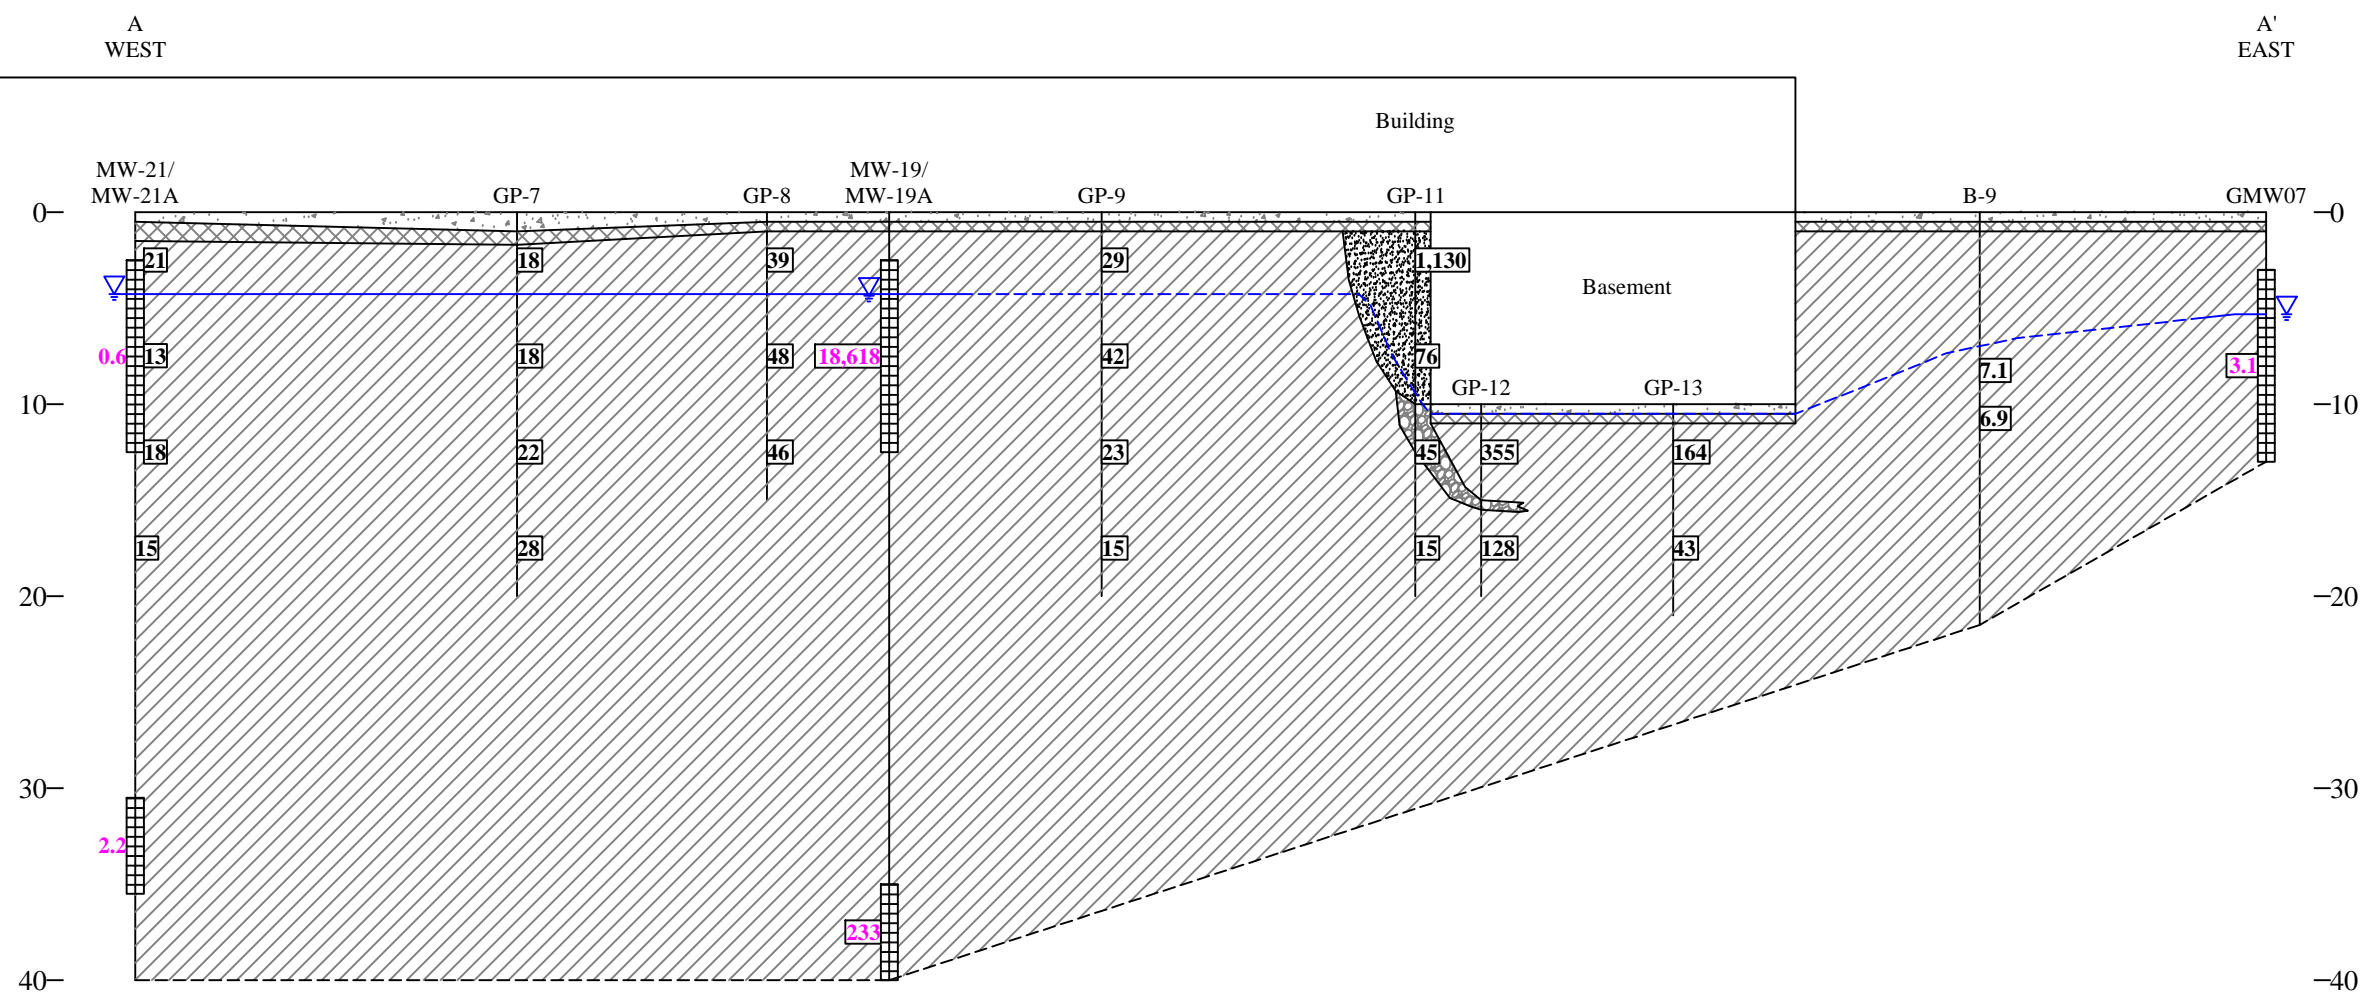 A
WEST
A'
EAST
Building
MW-21/
MW-21A
GP-7
GP-8
MW-19/
MW-19A
GP-9
GP-11
B-9
GMW07
0
0
21
18
39
29
1,130
Basement
0.6
13
18
48
18,618
42
76
7.1
3.1
GP-12
GP-13
10
10
6.9
18
22
46
23
45
355
164
15
28
15
15
128
43
20
20
30
30
2.2
233
40
40